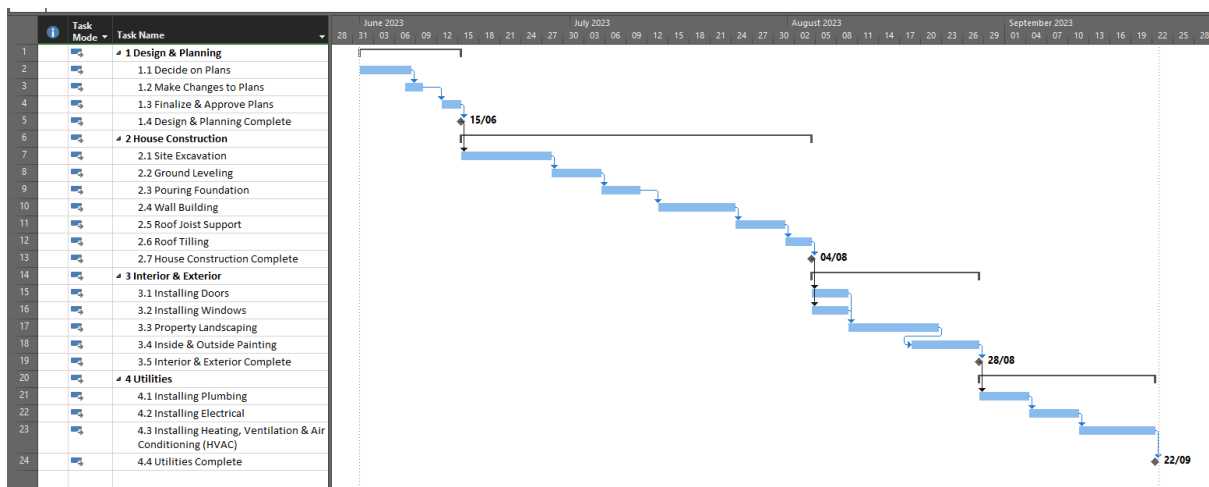 June 2023 July 2023 August 2023 September 2023
Task Mode Task Name 28 31 03 06 09 12 15 18 21 24 27 30 03 06 09 12 15 18 21 24 27 30 02 05 08 11 14 17 20 23 26 29 01 04 07 10 13 16 19 22 25 28
1 1 Design & Planning
2 1.1 Decide on Plans
3 1.2 Make Changes to Plans
4 1.3 Finalize & Approve Plans
5 1.4 Design & Planning Complete 15/06
6 2 House Construction
7 2.1 Site Excavation
8 2.2 Ground Leveling
9 2.3 Pouring Foundation
10 2.4 Wall Building
11 2.5 Roof Joist Support
12 2.6 Roof Tilling
13 2.7 House Construction Complete 04/08
14 3 Interior & Exterior
15 3.1 Installing Doors
16 3.2 Installing Windows
17 3.3 Property Landscaping
18 3.4 Inside & Outside Painting
19 3.5 Interior & Exterior Complete 28/08
20 4 Utilities
21 4.1 Installing Plumbing
22 4.2 Installing Electrical
23 4.3 Installing Heating, Ventilation & Air
Conditioning (HVAC)
24 4.4 Utilities Complete 22/09